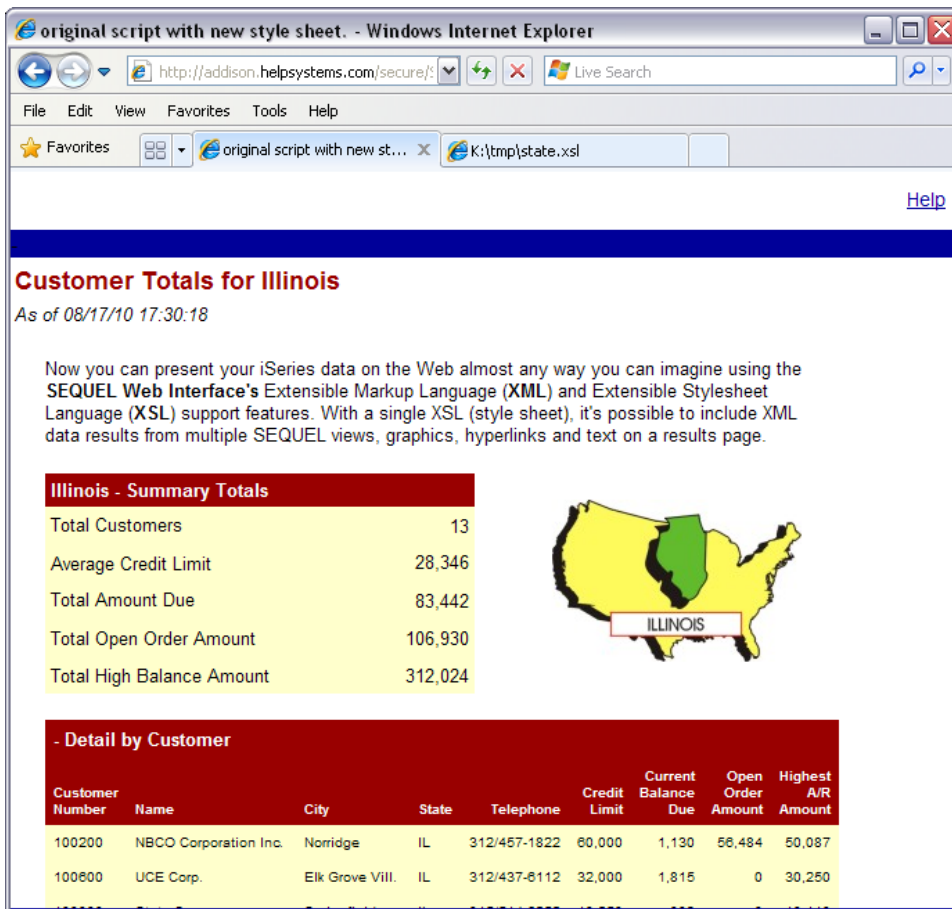 original script with new style sheet. - Windows Internet Explorer
http://addison.helpsystems.com/secure/S
Live Search
File Edit View Favorites Tools Help
Favorites
original script with new st...
K:\tmp\state.xsl
Help
Customer Totals for Illinois
As of 08/17/10 17:30:18
Now you can present your iSeries data on the Web almost any way you can imagine using the
SEQUEL Web Interface's Extensible Markup Language (XML) and Extensible Stylesheet
Language (XSL) support features. With a single XSL (style sheet), it's possible to include XML
data results from multiple SEQUEL views, graphics, hyperlinks and text on a results page.
Illinois - Summary Totals
Total Customers 13
Average Credit Limit 28,346
Total Amount Due 83,442
Total Open Order Amount 106,930
Total High Balance Amount 312,024
ILLINOIS
- Detail by Customer
Customer Number Name City State Telephone Credit Limit Current Balance Due Open Order Amount Highest A/R Amount
100200 NBCO Corporation Inc. Norridge IL 312/457-1822 60,000 1,130 56,484 50,087
100600 UCE Corp. Elk Grove Vill. IL 312/437-6112 32,000 1,815 0 30,250